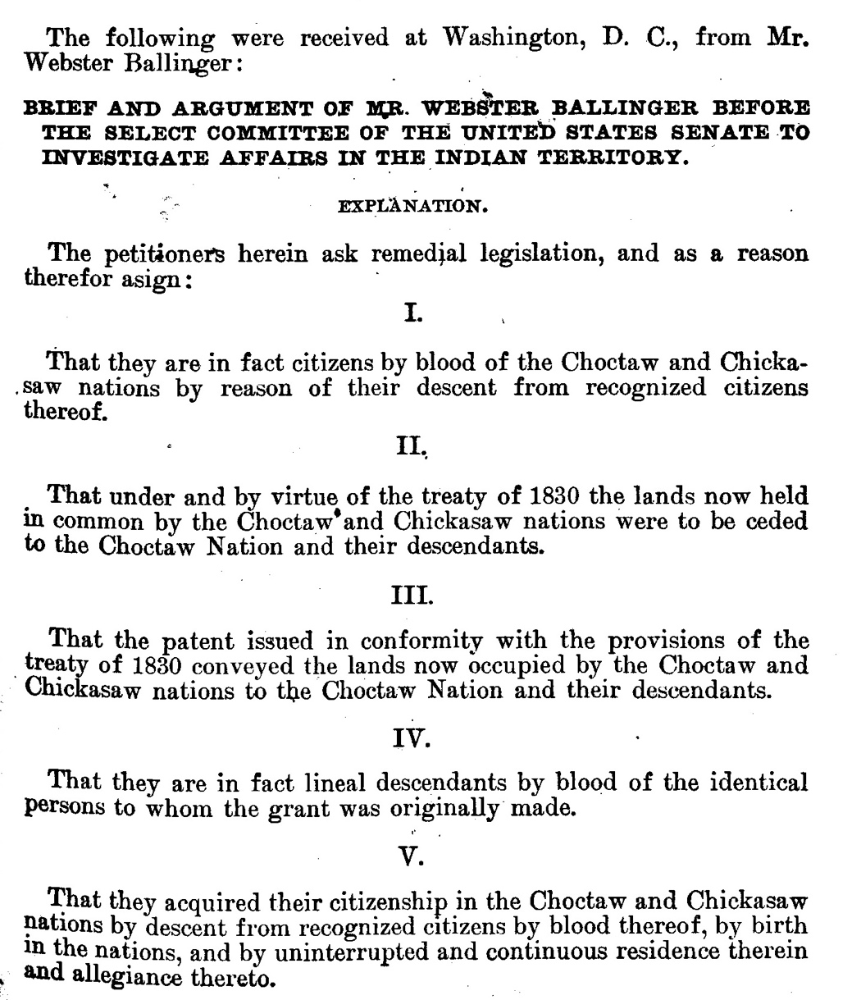 The following were received at Washington, D. C., from Mr.
Webster Ballinger:
BRIEF AND ARGUMENT OF MR. WEBSTER BALLINGER BEFORE
THE SELECT COMMITTEE OF THE UNITED STATES SENATE TO
INVESTIGATE AFFAIRS IN THE INDIAN TERRITORY.
EXPLANATION.
The petitioners herein ask remedial legislation, and as a reason
therefor asign:
I.
That they are in fact citizens by blood of the Choctaw and Chicka-
saw nations by reason of their descent from recognized citizens
thereof.
II.
That under and by virtue of the treaty of 1830 the lands now held
in common by the Choctaw and Chickasaw nations were to be ceded
to the Choctaw Nation and their descendants.
III.
That the patent issued in conformity with the provisions of the
treaty of 1830 conveyed the lands now occupied by the Choctaw and
Chickasaw nations to the Choctaw Nation and their descendants.
IV.
That they are in fact lineal descendants by blood of the identical
persons to whom the grant was originally made.
V.
That they acquired their citizenship in the Choctaw and Chickasaw
nations by descent from recognized citizens by blood thereof, by birth
in the nations, and by uninterrupted and continuous residence therein
and allegiance thereto.